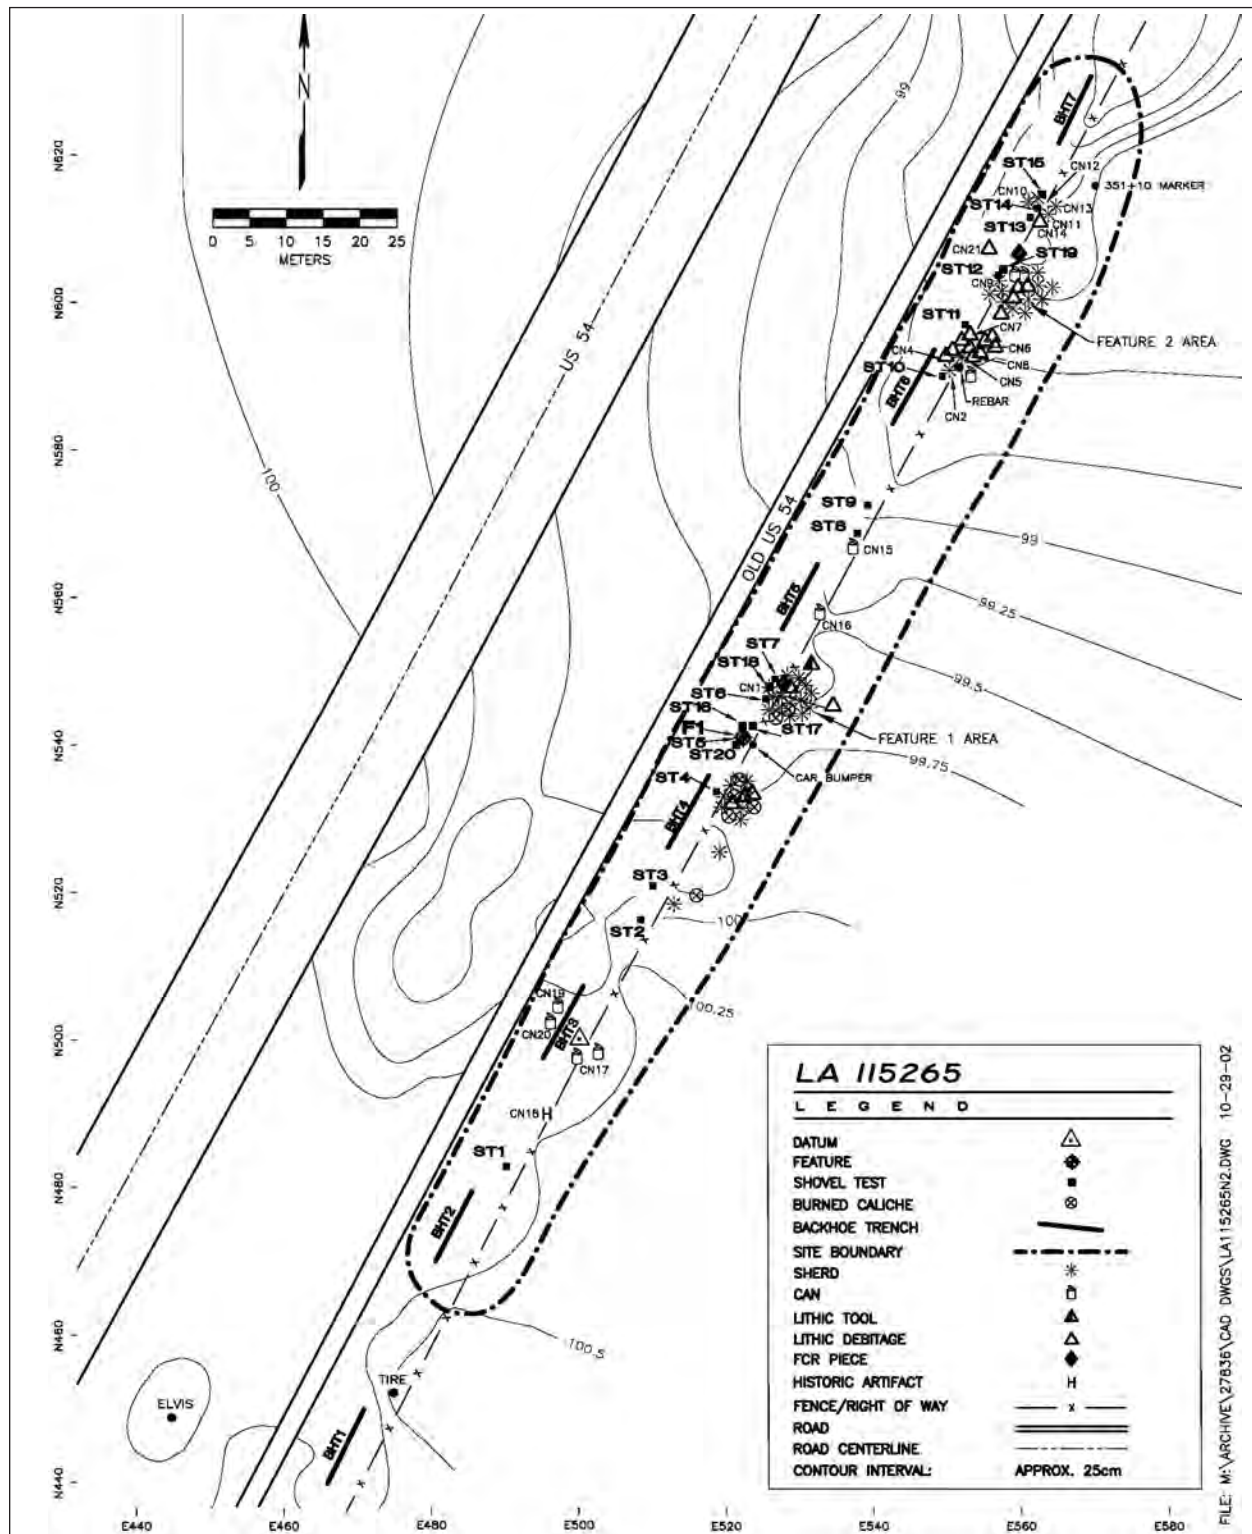 N
0 5 10 15 20 25
METERS
99
US 54
100
OLD US 54
BHT7
ST15
CN12
CN10
351+10 MARKER
ST14
CN13
CN11
ST13
CN14
CN21
ST19
ST12
CN9
ST11
CN7
FEATURE 2 AREA
CN4
CN6
CN8
ST10
CN5
REBAR
CN2
BHT6
ST9
ST8
CN15
99
BHT5
CN16
99.25
ST7
ST18
CN1
ST6
99.5
ST16
F1
ST17
FEATURE 1 AREA
ST5
ST20
CAR BUMPER
99.75
ST4
BHT4
ST3
100
ST2
CN19
100.25
CN20
BHT3
CN17
CN18 H
ST1
BHT2
100.5
TIRE
ELVIS
BHT1
N620
N600
N580
N560
N540
N520
N500
N480
N460
N440
E440 E460 E480 E500 E520 E540 E560 E580
LA 115265
LEGEND
DATUM
FEATURE
SHOVEL TEST
BURNED CALICHE
BACKHOE TRENCH
SITE BOUNDARY
SHERD
CAN
LITHIC TOOL
LITHIC DEBITAGE
FCR PIECE
HISTORIC ARTIFACT H
FENCE/RIGHT OF WAY x
ROAD
ROAD CENTERLINE
CONTOUR INTERVAL: APPROX. 25cm
FILE: M:\ARCHIVE\27836\CAD DWGS\LA115265N2.DWG 10-29-02